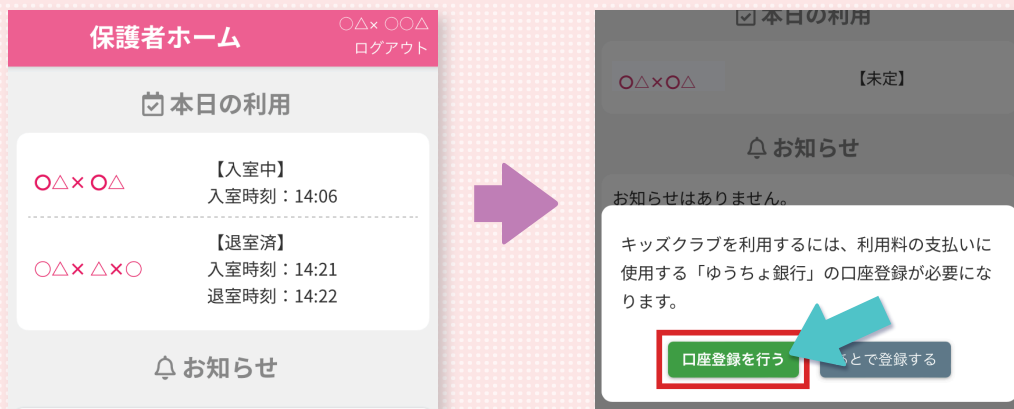 保護者ホーム
○△× ○○△
ログアウト
本日の利用
○△× ○△
【入室中】
入室時刻：14:06
○△× △×○
【退室済】
入室時刻：14:21
退室時刻：14:22
お知らせ
本日の利用
○△×○△
【未定】
お知らせ
お知らせはありません。
キッズクラブを利用するには、利用料の支払いに
使用する「ゆうちょ銀行」の口座登録が必要にな
ります。
口座登録を行う
とで登録する